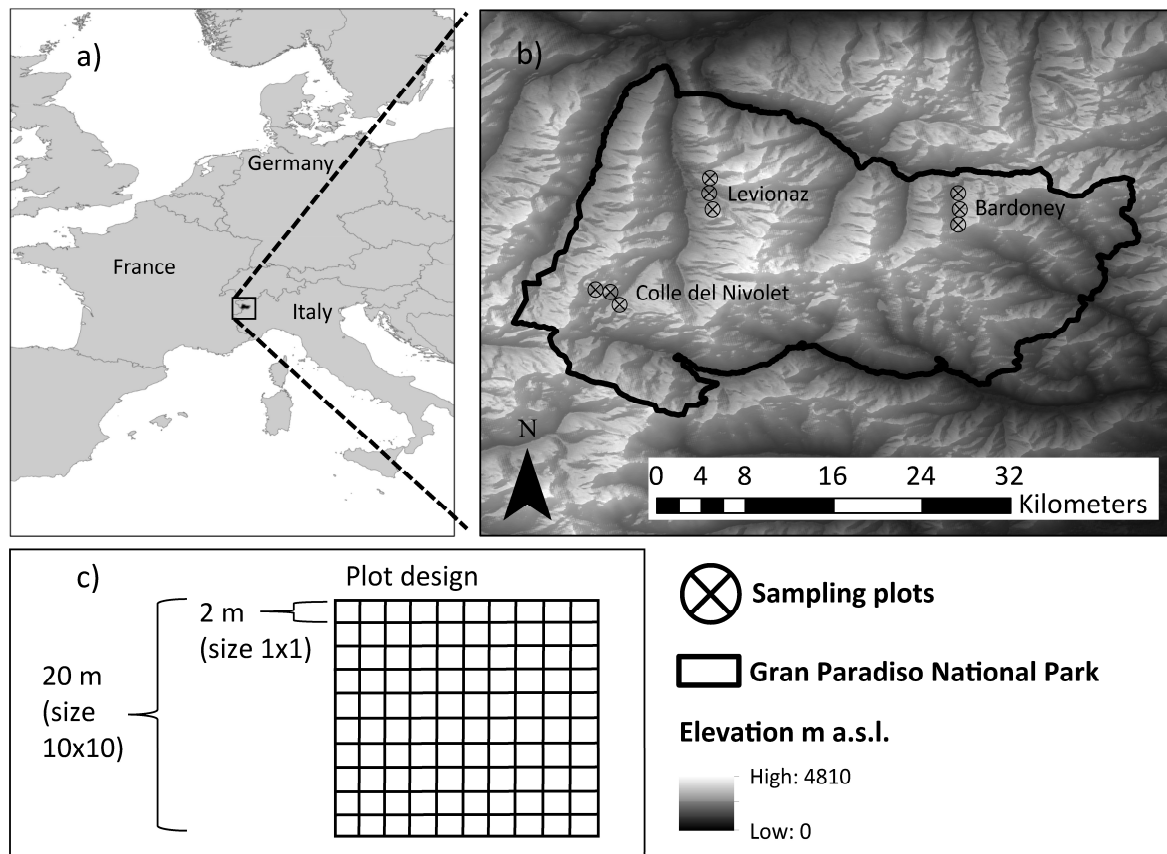 a)
Germany
France
Italy
b)
Levionaz
Bardoney
Colle del Nivolet
N
0 4 8 16 24 32
Kilometers
c)
Plot design
2 m
(size 1x1)
20 m
(size
10x10)
Sampling plots
Gran Paradiso National Park
Elevation m a.s.l.
High: 4810
Low: 0